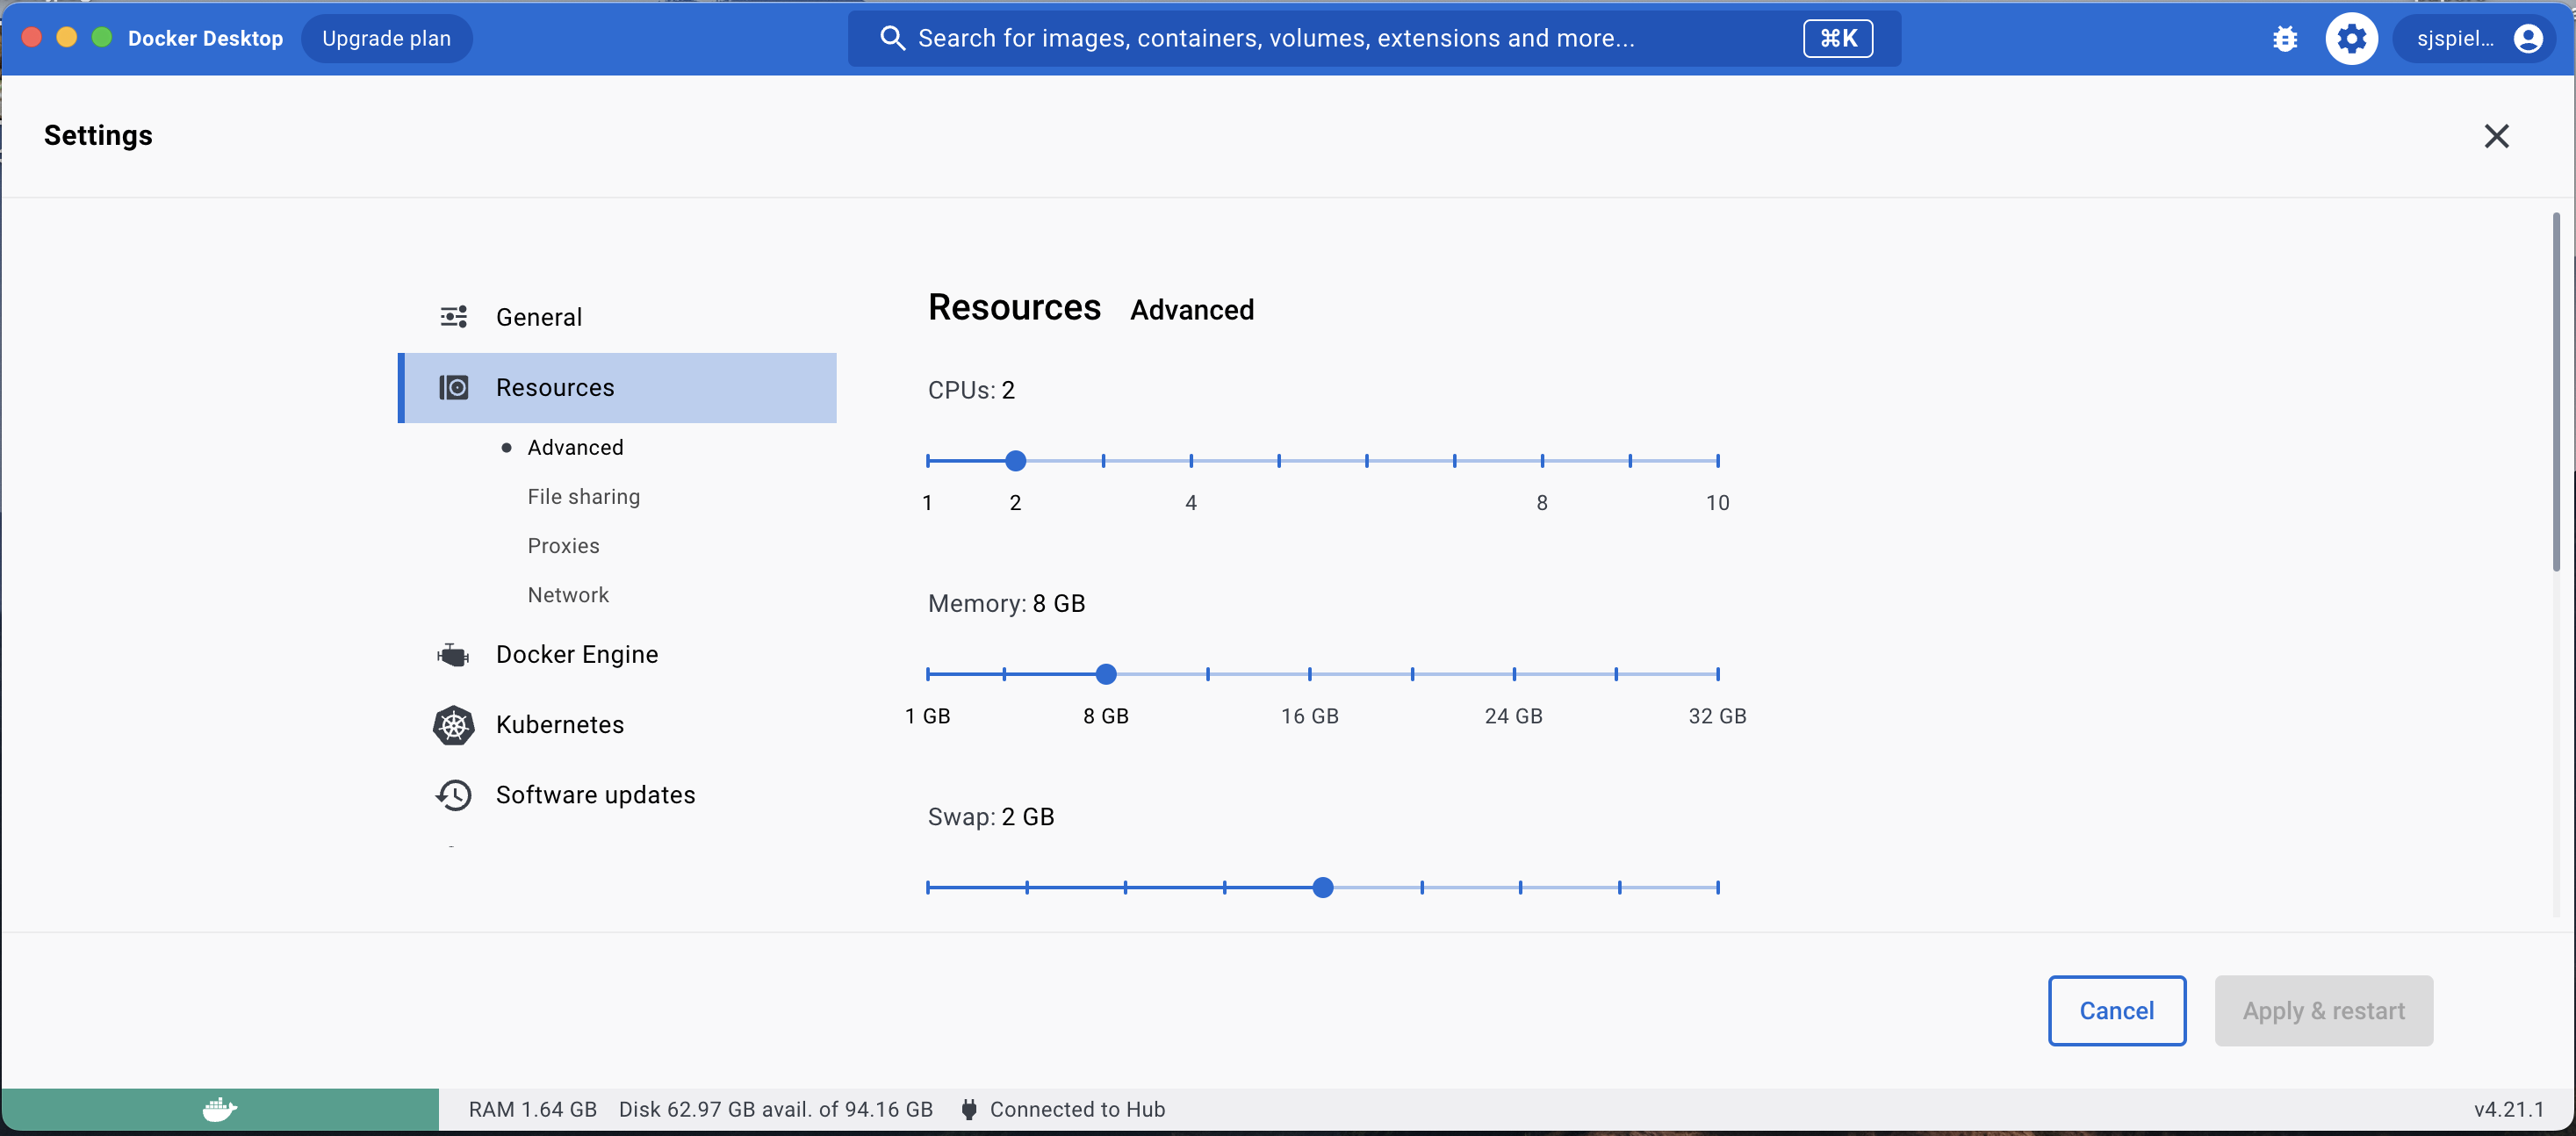 Docker Desktop Upgrade plan Search for images, containers, volumes, extensions and more... ⌘K sjspiel...
Settings
General
Resources
Advanced
File sharing
Proxies
Network
Docker Engine
Kubernetes
Software updates
Resources Advanced
CPUs: 2
1 2 4 8 10
Memory: 8 GB
1 GB 8 GB 16 GB 24 GB 32 GB
Swap: 2 GB
Cancel Apply & restart
RAM 1.64 GB Disk 62.97 GB avail. of 94.16 GB Connected to Hub v4.21.1